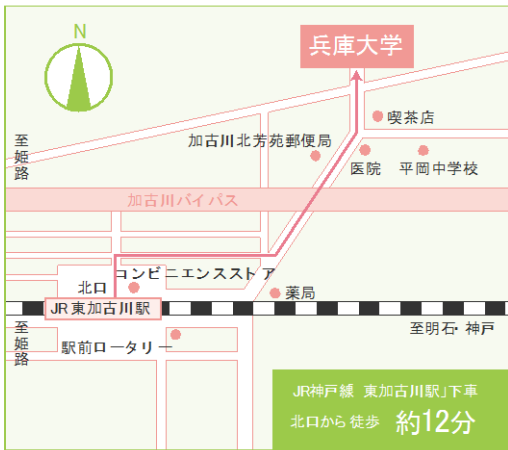 N
兵庫大学
喫茶店
加古川北芳苑郵便局
医院
平岡中学校
至姫路
加古川バイパス
コンビニエンスストア
北口
薬局
JR東加古川駅
至姫路
至明石・神戸
駅前ロータリー
JR神戸線 東加古川駅」下車
北口から徒歩 約12分